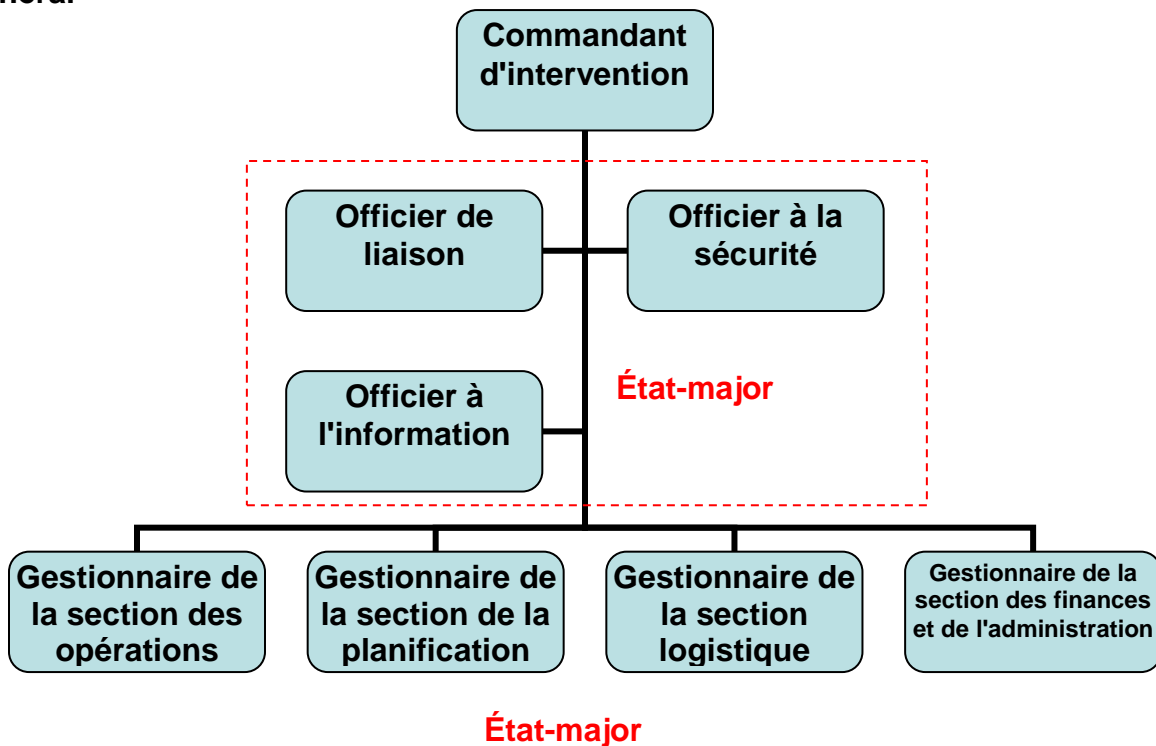 Commandant
d'intervention
Officier de
liaison
Officier à la
sécurité
Officier à
l'information
État-major
Gestionnaire de
la section des
opérations
Gestionnaire de
la section de la
planification
Gestionnaire de
la section
logistique
Gestionnaire de la
section des finances
et de l'administration
État-major